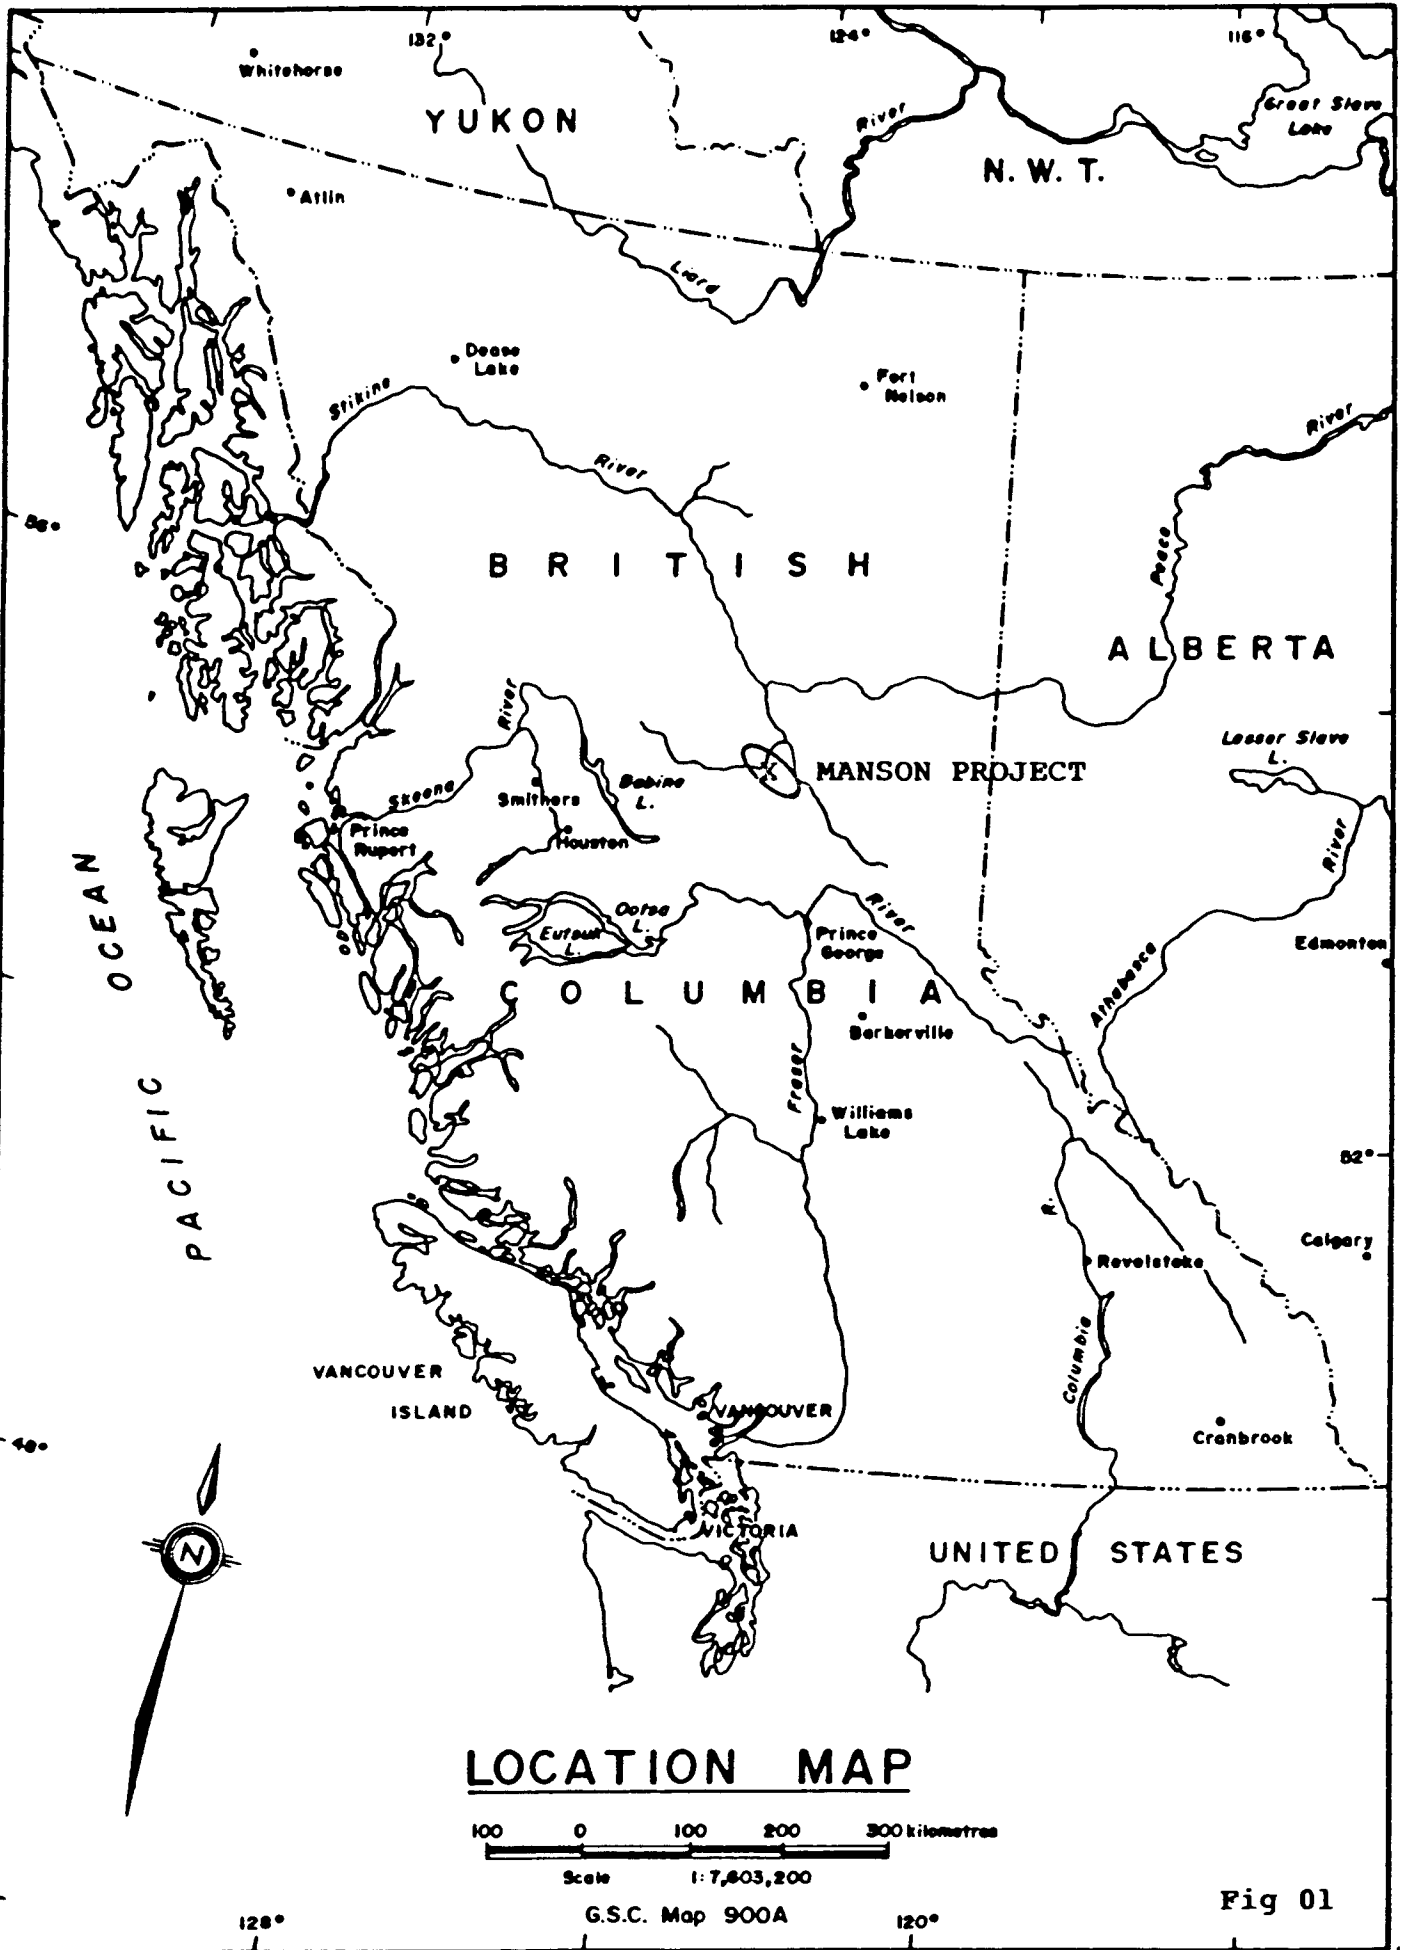 132°
124°
116°
Whitehorse
YUKON
River
Great Slave
Lake
N.W.T.
Atlin
Liard
Dease
Lake
Fort
Nelson
Stikine
River
River
56°
Peace
BRITISH
ALBERTA
River
Lesser Slave
L.
MANSON PROJECT
Skeena
Smithers
Babine
L.
Prince
Rupert
Houston
River
OCEAN
Ootsa
L.
Eutsuk
L.
River
Prince
George
Edmonton
COLUMBIA
Athabasca
Barkerville
Fraser
PACIFIC
Williams
Lake
52°
R.
Calgary
Revelstoke
Columbia
VANCOUVER
ISLAND
VANCOUVER
Cranbrook
48°
N
VICTORIA
UNITED STATES
LOCATION MAP
100 0 100 200 300 kilometres
Scale 1:7,603,200
G.S.C. Map 900A
Fig 01
128°
120°